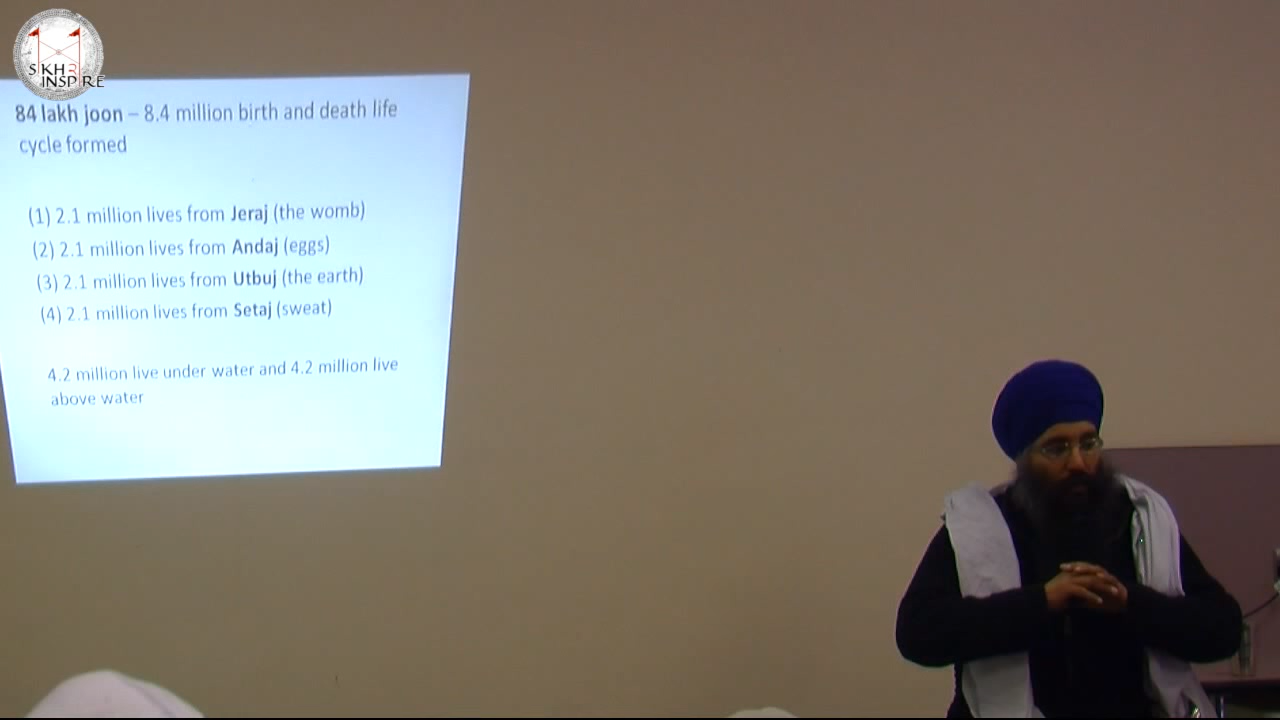 SIKH2
INSPIRE
84 lakh joon – 8.4 million birth and death life
cycle formed
(1) 2.1 million lives from Jeraj (the womb)
(2) 2.1 million lives from Andaj (eggs)
(3) 2.1 million lives from Utbuj (the earth)
(4) 2.1 million lives from Setaj (sweat)
4.2 million live under water and 4.2 million live
above water